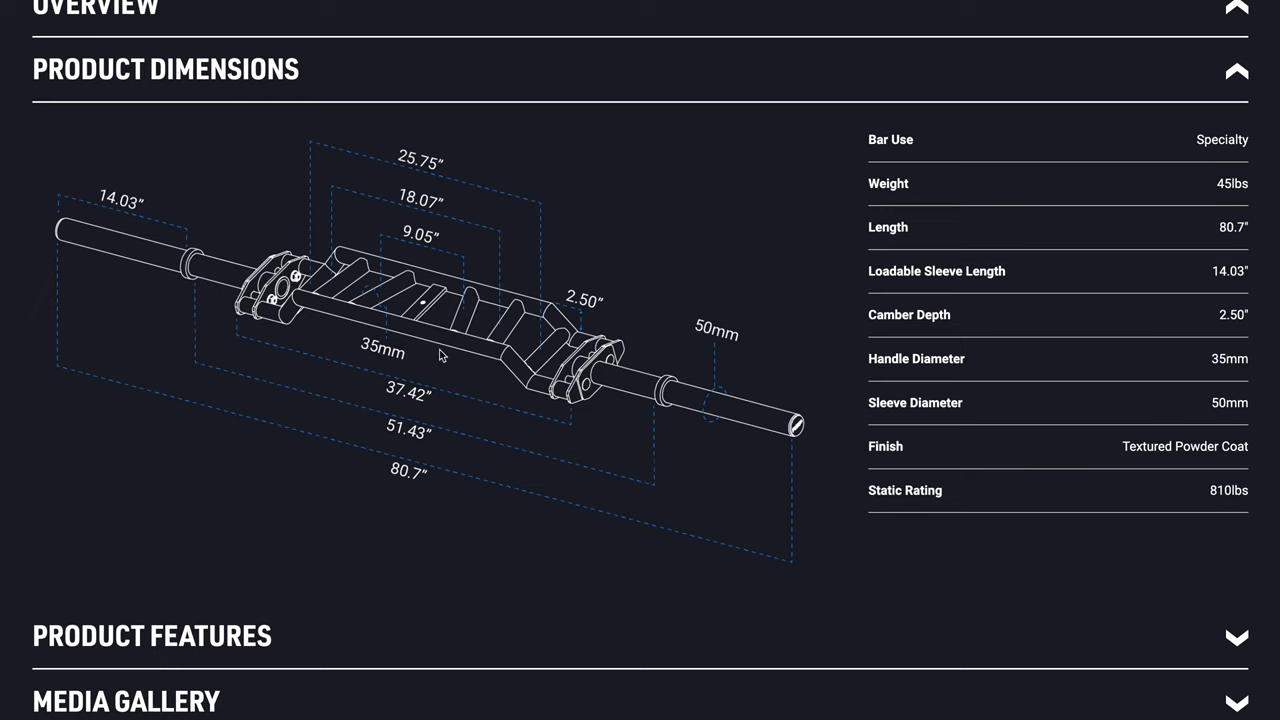 OVERVIEW
PRODUCT DIMENSIONS
25.75”
18.07”
14.03”
9.05”
2.50”
50mm
35mm
37.42”
51.43”
80.7”
Bar Use Specialty
Weight 45lbs
Length 80.7"
Loadable Sleeve Length 14.03"
Camber Depth 2.50"
Handle Diameter 35mm
Sleeve Diameter 50mm
Finish Textured Powder Coat
Static Rating 810lbs
PRODUCT FEATURES
MEDIA GALLERY